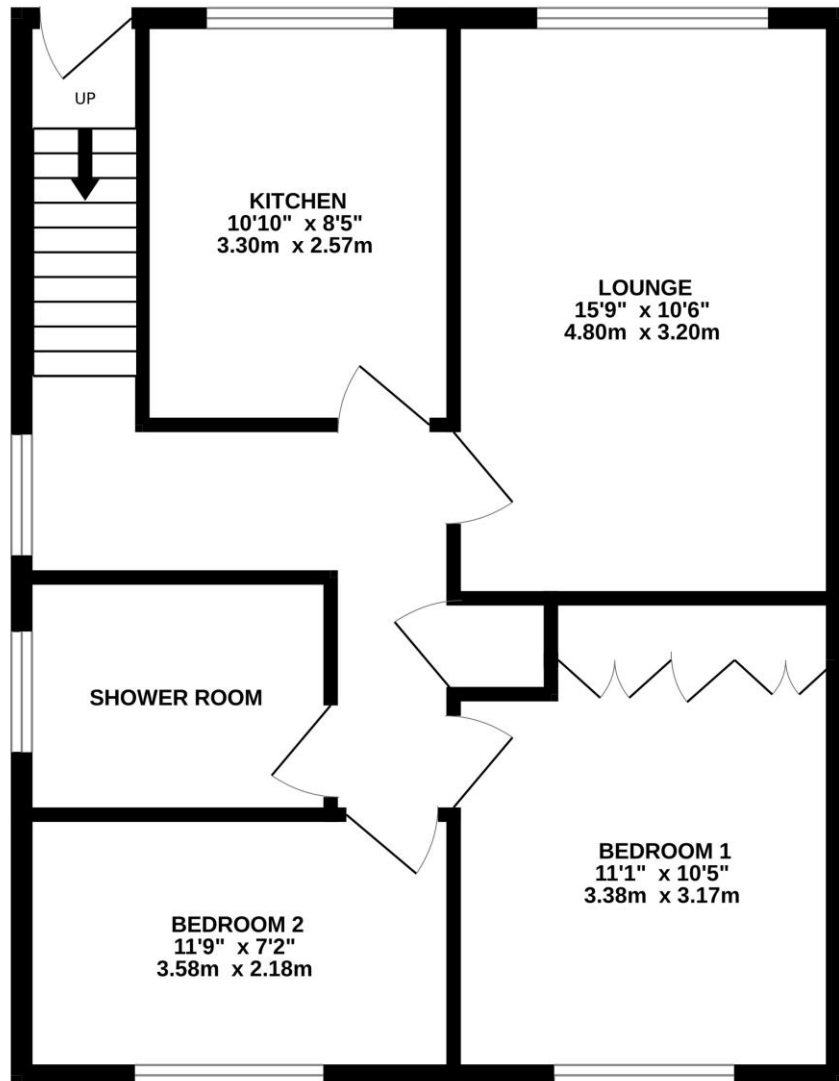 UP
KITCHEN
10'10" x 8'5"
3.30m x 2.57m
LOUNGE
15'9" x 10'6"
4.80m x 3.20m
SHOWER ROOM
BEDROOM 1
11'1" x 10'5"
3.38m x 3.17m
BEDROOM 2
11'9" x 7'2"
3.58m x 2.18m